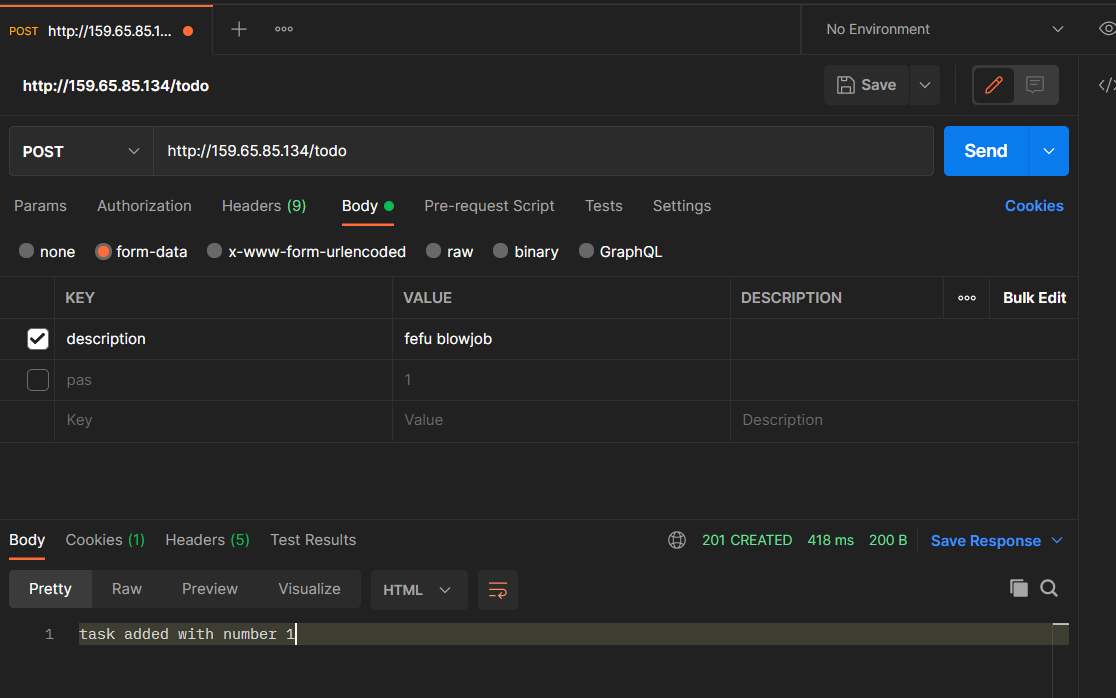 POST http://159.65.85.1... No Environment
http://159.65.85.134/todo Save
POST http://159.65.85.134/todo Send
Params Authorization Headers (9) Body Pre-request Script Tests Settings Cookies
none form-data x-www-form-urlencoded raw binary GraphQL
KEY VALUE DESCRIPTION Bulk Edit
description fefu blowjob
pas 1
Key Value Description
Body Cookies (1) Headers (5) Test Results 201 CREATED 418 ms 200 B Save Response
Pretty Raw Preview Visualize HTML
1 task added with number 1